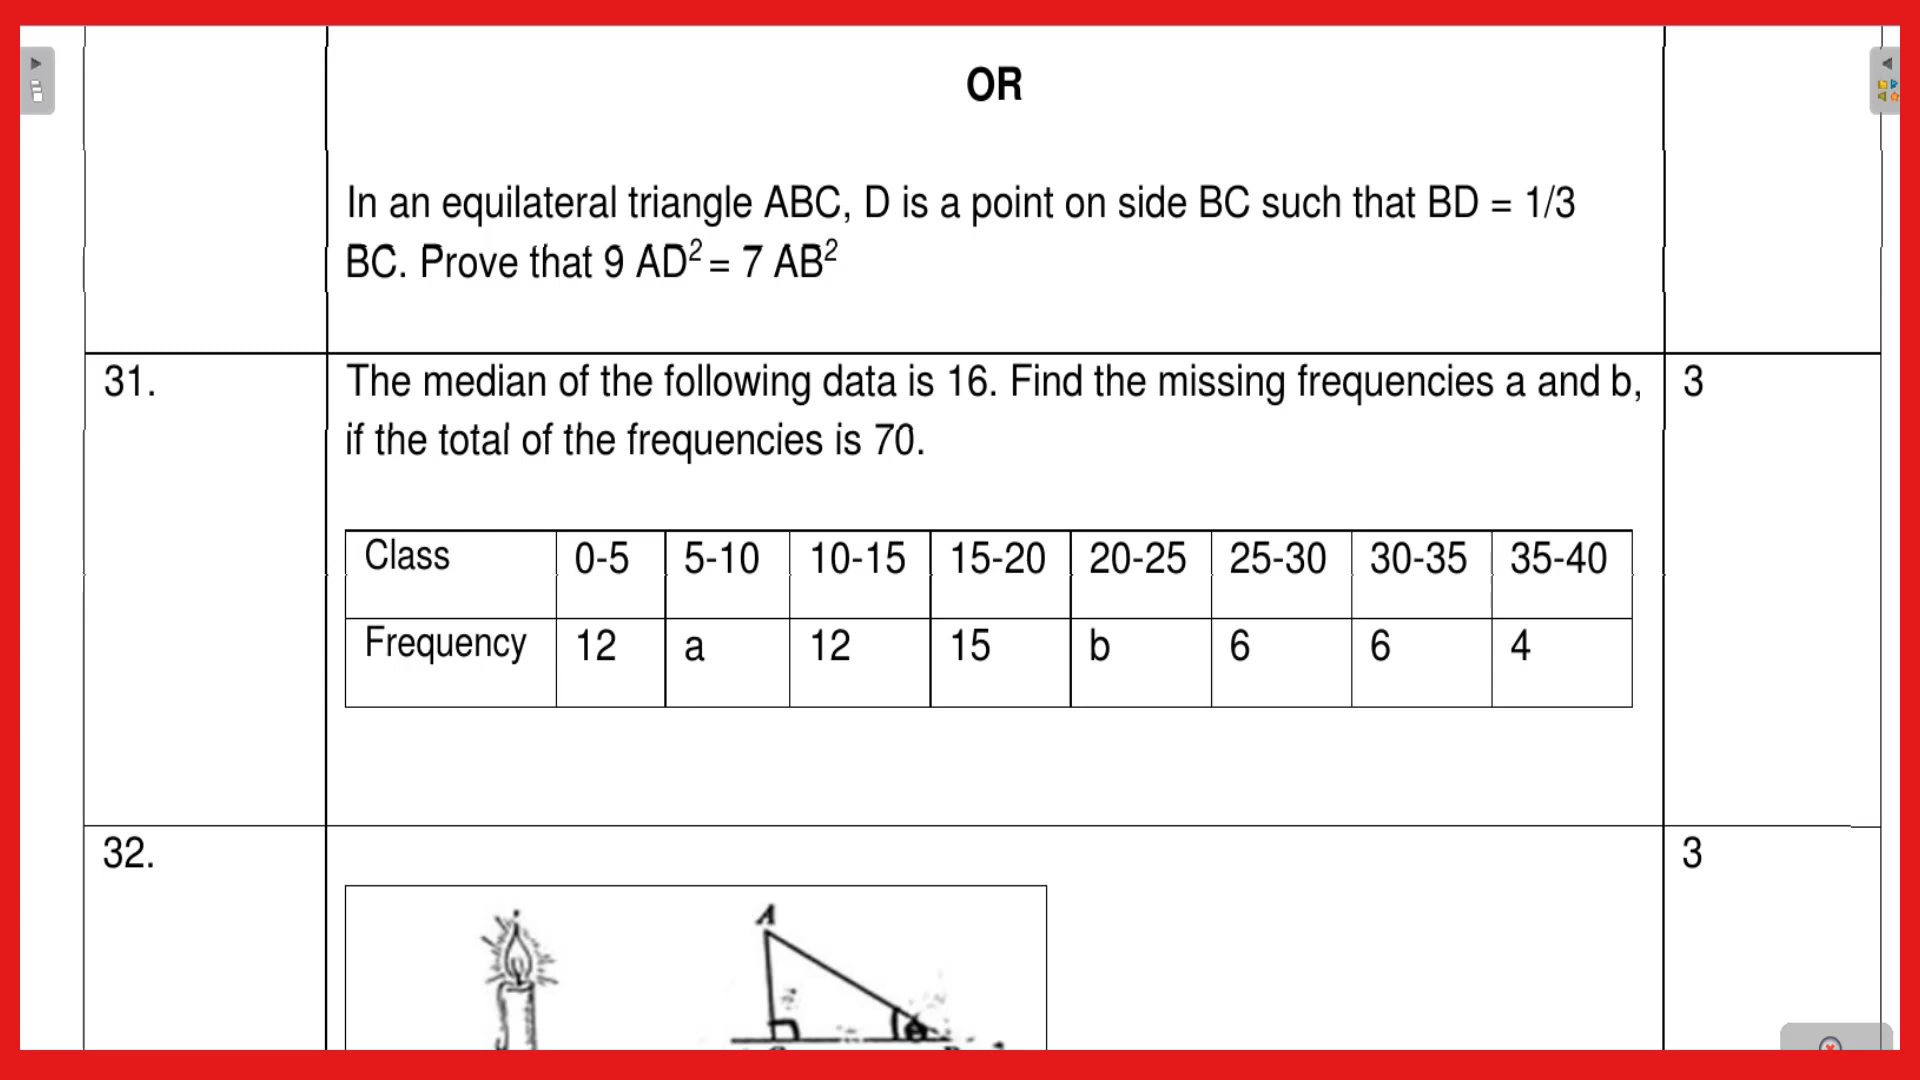 OR
In an equilateral triangle ABC, D is a point on side BC such that BD = 1/3
BC. Prove that 9 AD² = 7 AB²
31.
The median of the following data is 16. Find the missing frequencies a and b,
3
if the total of the frequencies is 70.
Class 0-5 5-10 10-15 15-20 20-25 25-30 30-35 35-40
Frequency 12 a 12 15 b 6 6 4
32.
3
A